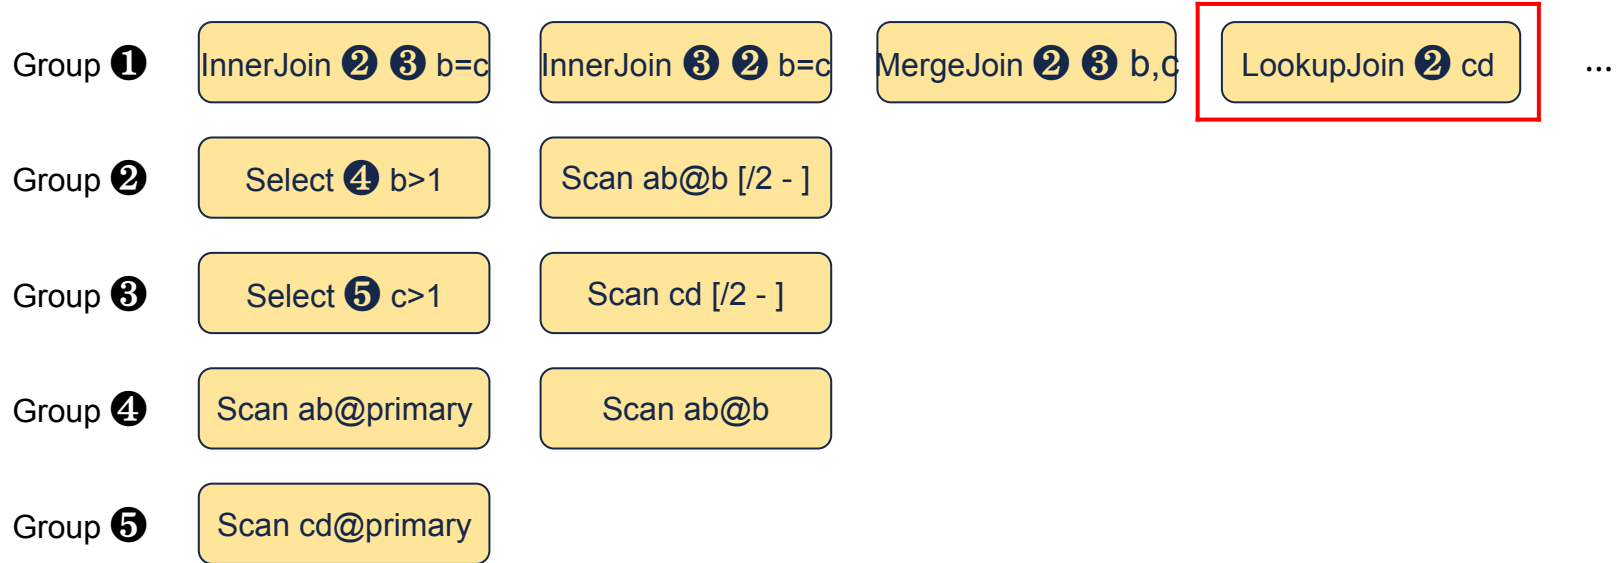 Group ❶ InnerJoin ❷ ❸ b=c InnerJoin ❸ ❷ b=c MergeJoin ❷ ❸ b,c LookupJoin ❷ cd ...
Group ❷ Select ❹ b>1 Scan ab@b [/2 - ]
Group ❸ Select ❺ c>1 Scan cd [/2 - ]
Group ❹ Scan ab@primary Scan ab@b
Group ❺ Scan cd@primary